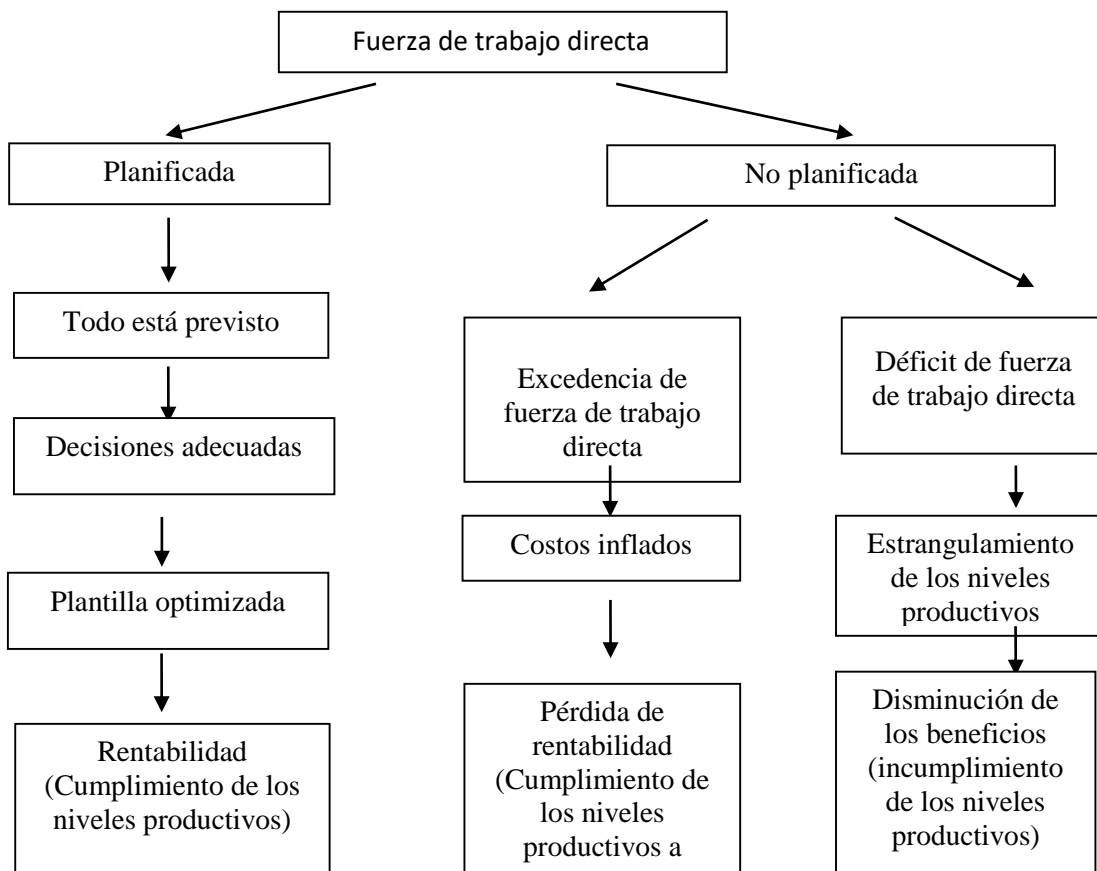 Fuerza de trabajo directa
Planificada
No planificada
Todo está previsto
Decisiones adecuadas
Plantilla optimizada
Rentabilidad
(Cumplimiento de los
niveles productivos)
Excedencia de
fuerza de trabajo
directa
Costos inflados
Pérdida de
rentabilidad
(Cumplimiento de
los niveles
productivos a
Déficit de fuerza
de trabajo directa
Estrangulamiento
de los niveles
productivos
Disminución de
los beneficios
(incumplimiento
de los niveles
productivos)